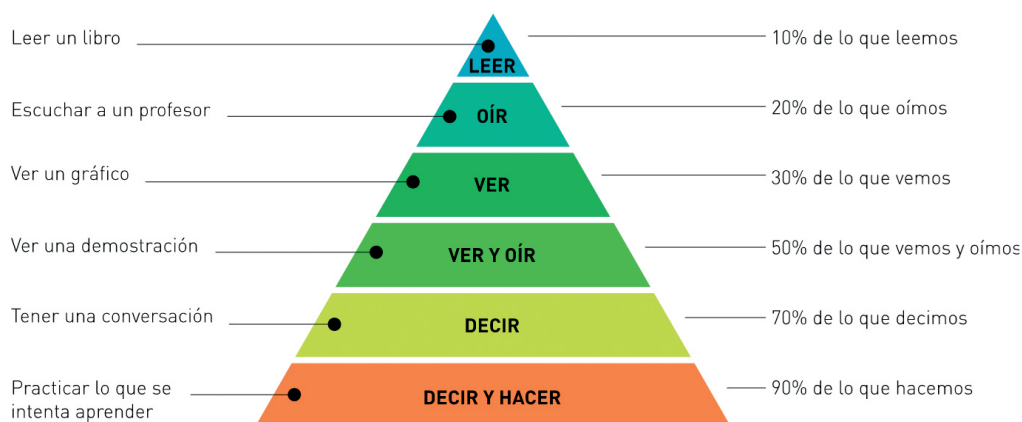 Leer un libro
LEER
10% de lo que leemos
Escuchar a un profesor
OÍR
20% de lo que oímos
Ver un gráfico
VER
30% de lo que vemos
Ver una demostración
VER Y OÍR
50% de lo que vemos y oímos
Tener una conversación
DECIR
70% de lo que decimos
Practicar lo que se
intenta aprender
DECIR Y HACER
90% de lo que hacemos